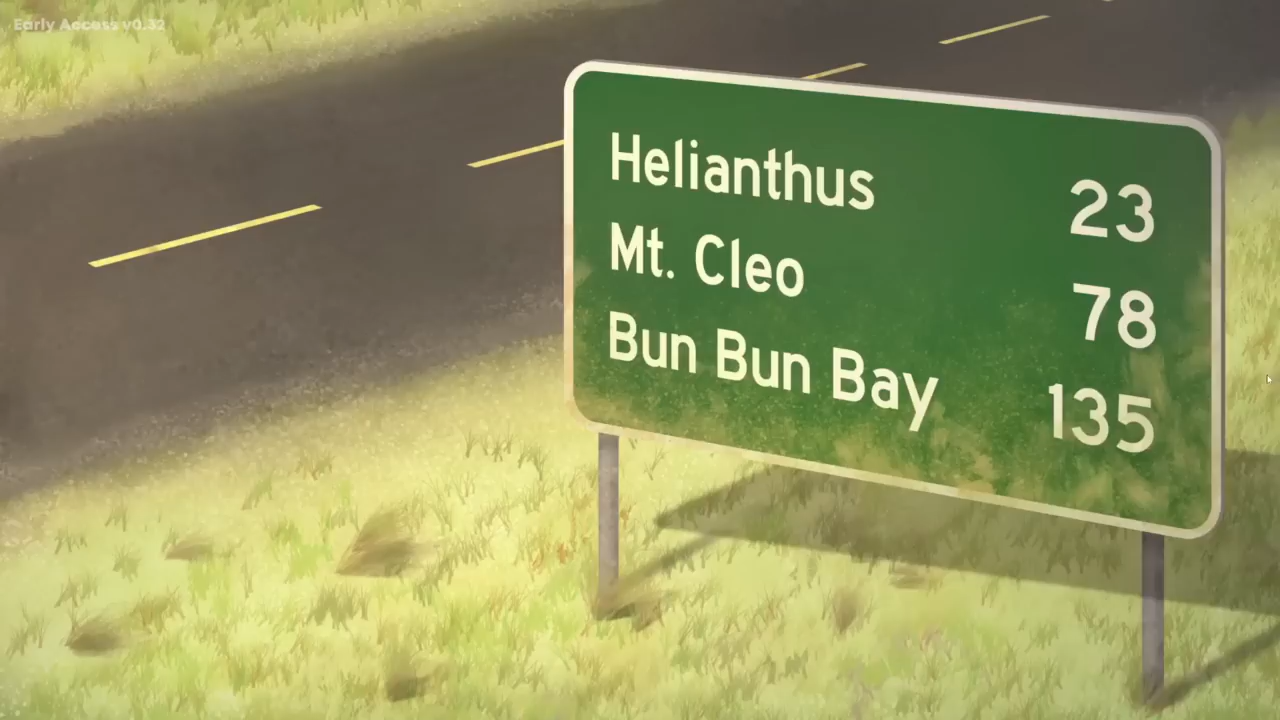 Early Access v0.32
Helianthus 23
Mt. Cleo 78
Bun Bun Bay 135